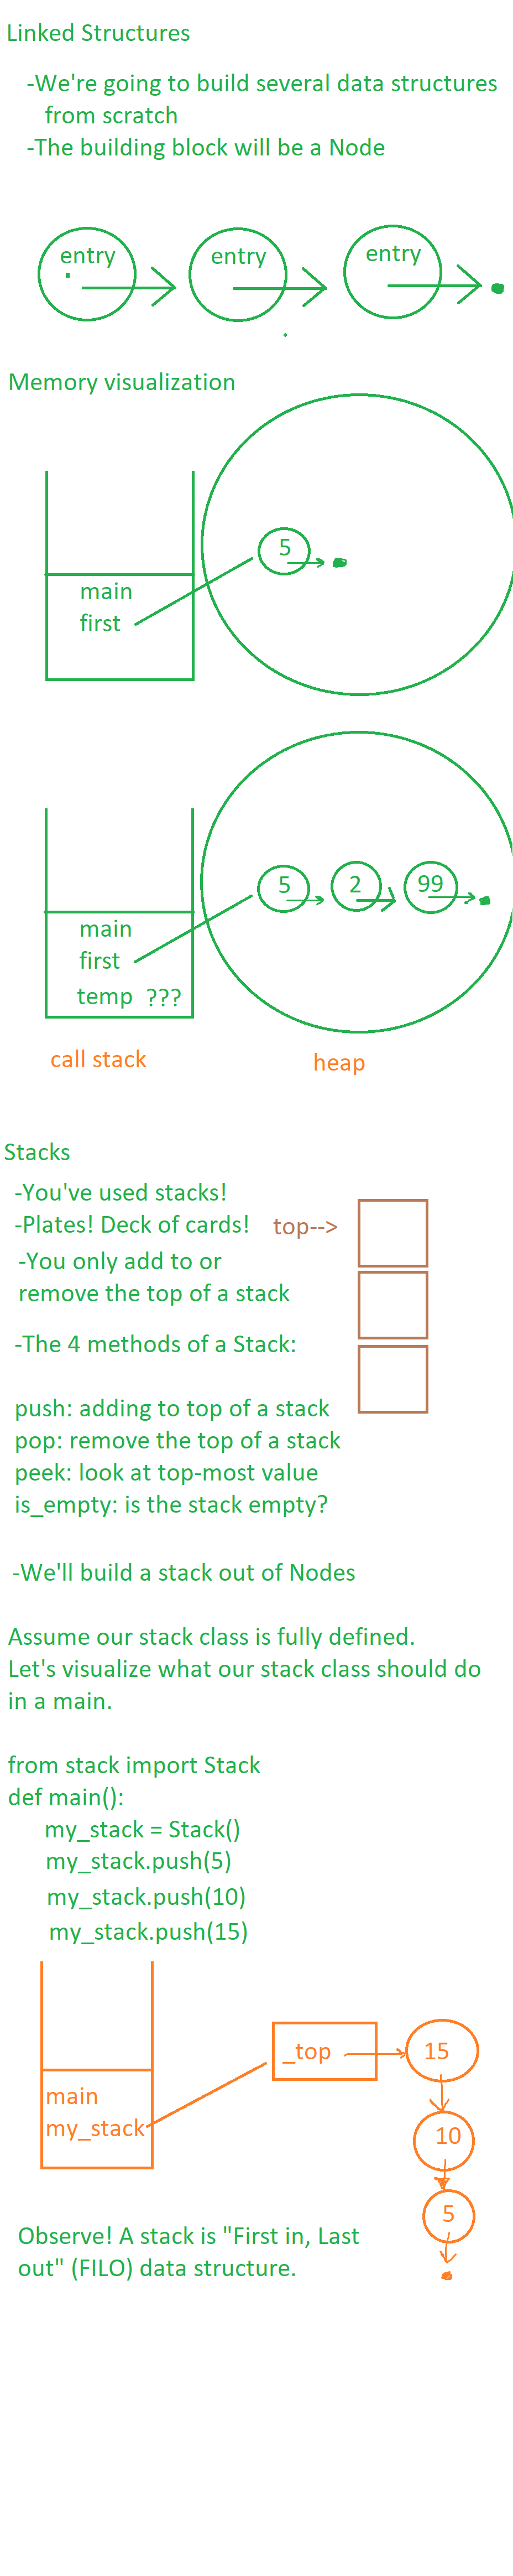 Linked Structures
-We're going to build several data structures
from scratch
-The building block will be a Node
entry
entry
entry
Memory visualization
5
main
first
5
2
99
main
first
temp ???
call stack
heap
Stacks
-You've used stacks!
-Plates! Deck of cards!
top-->
-You only add to or
remove the top of a stack
-The 4 methods of a Stack:
push: adding to top of a stack
pop: remove the top of a stack
peek: look at top-most value
is_empty: is the stack empty?
-We'll build a stack out of Nodes
Assume our stack class is fully defined.
Let's visualize what our stack class should do
in a main.
from stack import Stack
def main():
my_stack = Stack()
my_stack.push(5)
my_stack.push(10)
my_stack.push(15)
_top
15
main
my_stack
10
5
Observe! A stack is "First in, Last
out" (FILO) data structure.